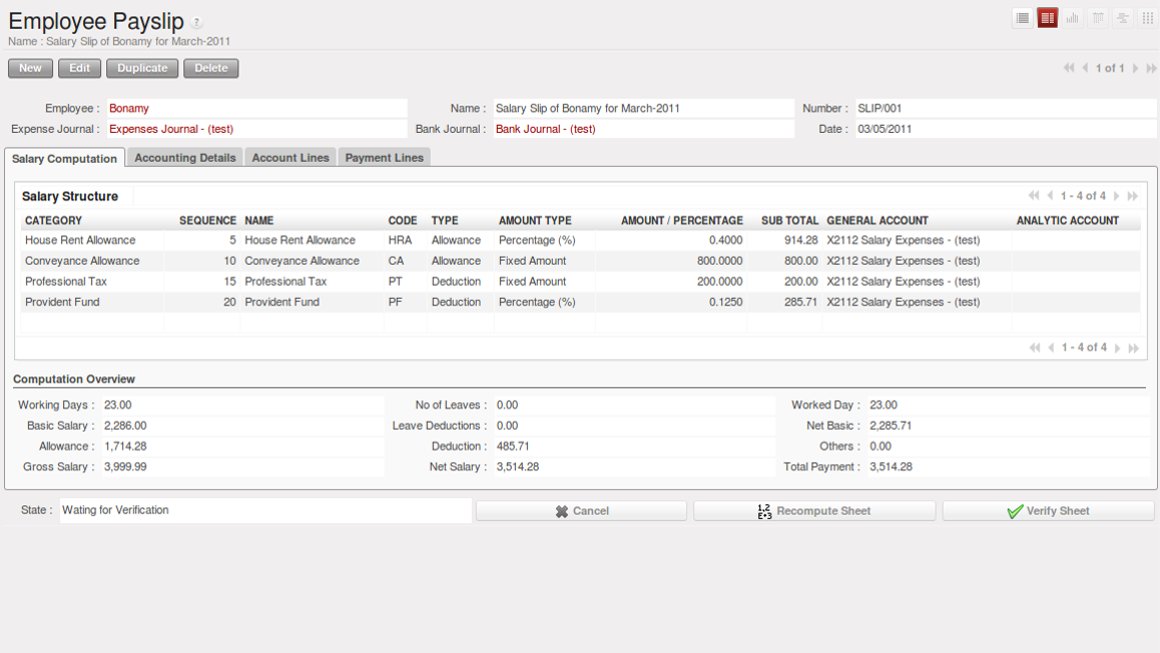 Employee Payslip ?
Name : Salary Slip of Bonamy for March-2011
New Edit Duplicate Delete 1 of 1
Employee : Bonamy Name : Salary Slip of Bonamy for March-2011 Number : SLIP/001
Expense Journal : Expenses Journal - (test) Bank Journal : Bank Journal - (test) Date : 03/05/2011
Salary Computation Accounting Details Account Lines Payment Lines
Salary Structure 1 - 4 of 4
CATEGORY SEQUENCE NAME CODE TYPE AMOUNT TYPE AMOUNT / PERCENTAGE SUB TOTAL GENERAL ACCOUNT ANALYTIC ACCOUNT
House Rent Allowance 5 House Rent Allowance HRA Allowance Percentage (%) 0.4000 914.28 X2112 Salary Expenses - (test)
Conveyance Allowance 10 Conveyance Allowance CA Allowance Fixed Amount 800.0000 800.00 X2112 Salary Expenses - (test)
Professional Tax 15 Professional Tax PT Deduction Fixed Amount 200.0000 200.00 X2112 Salary Expenses - (test)
Provident Fund 20 Provident Fund PF Deduction Percentage (%) 0.1250 285.71 X2112 Salary Expenses - (test)
1 - 4 of 4
Computation Overview
Working Days : 23.00 No of Leaves : 0.00 Worked Day : 23.00
Basic Salary : 2,286.00 Leave Deductions : 0.00 Net Basic : 2,285.71
Allowance : 1,714.28 Deduction : 485.71 Others : 0.00
Gross Salary : 3,999.99 Net Salary : 3,514.28 Total Payment : 3,514.28
State : Wating for Verification Cancel 1,2 E+3 Recompute Sheet Verify Sheet